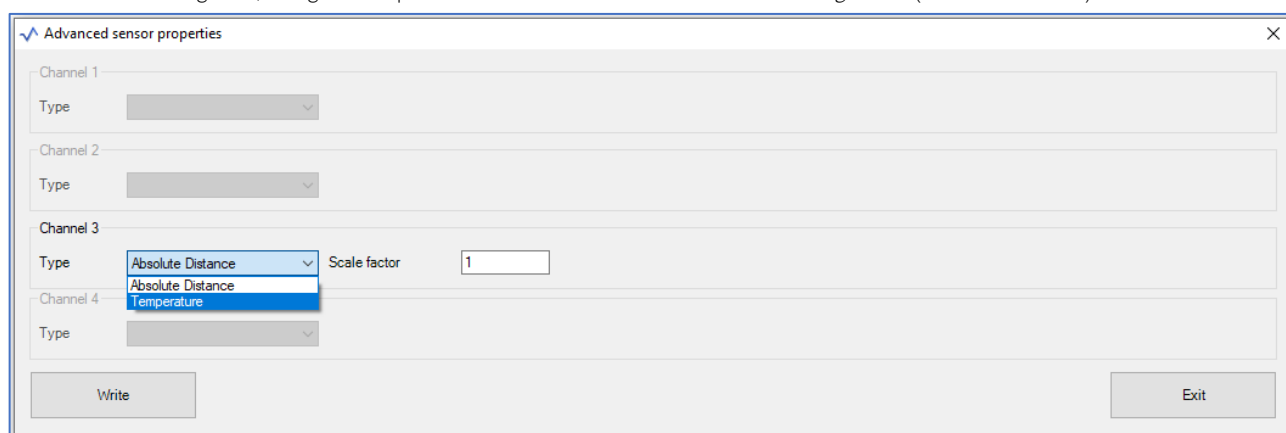 Advanced sensor properties
Channel 1
Type
Channel 2
Type
Channel 3
Type Absolute Distance Scale factor 1
Absolute Distance
Temperature
Channel 4
Type
Write Exit